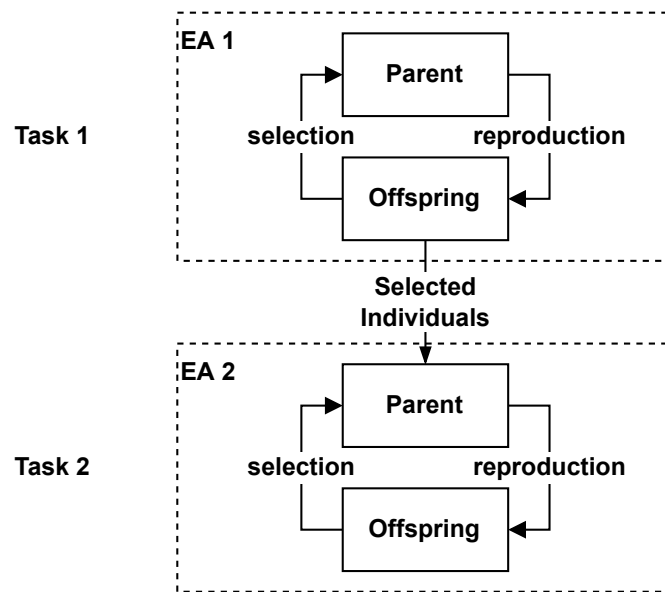 EA 1
Parent
Task 1
selection
reproduction
Offspring
Selected
Individuals
EA 2
Parent
Task 2
selection
reproduction
Offspring